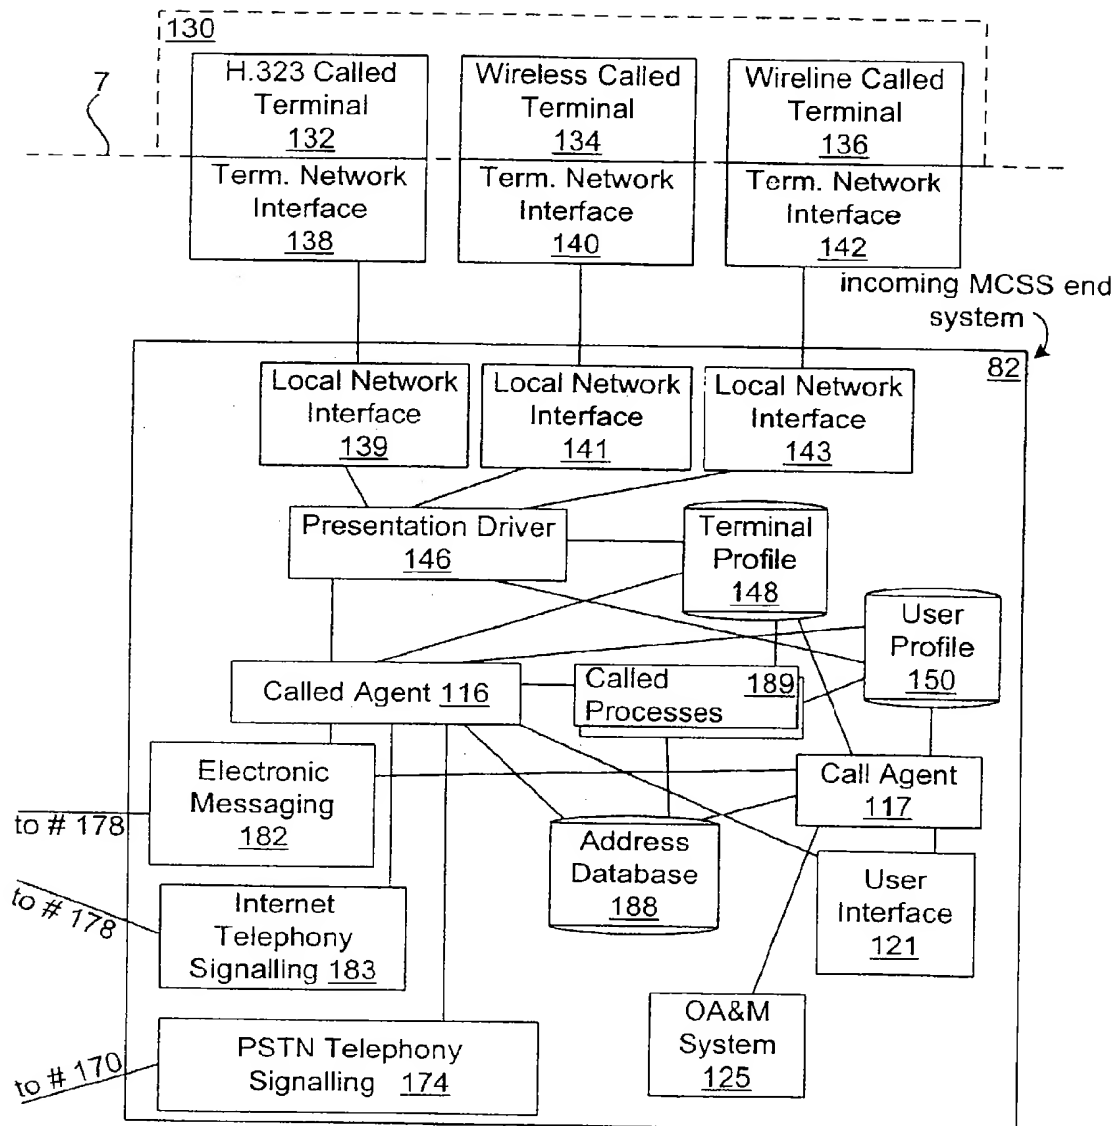 130
7
H.323 Called
Terminal
132
Wireless Called
Terminal
134
Wireline Called
Terminal
136
Term. Network
Interface
138
Term. Network
Interface
140
Term. Network
Interface
142
incoming MCSS end
system
82
Local Network
Interface
139
Local Network
Interface
141
Local Network
Interface
143
Presentation Driver
146
Terminal
Profile
148
User
Profile
150
Called Agent 116
Called
Processes
189
Electronic
Messaging
182
to # 178
Call Agent
117
Address
Database
188
Internet
Telephony
Signalling 183
to # 178
User
Interface
121
OA&M
System
125
PSTN Telephony
Signalling 174
to # 170